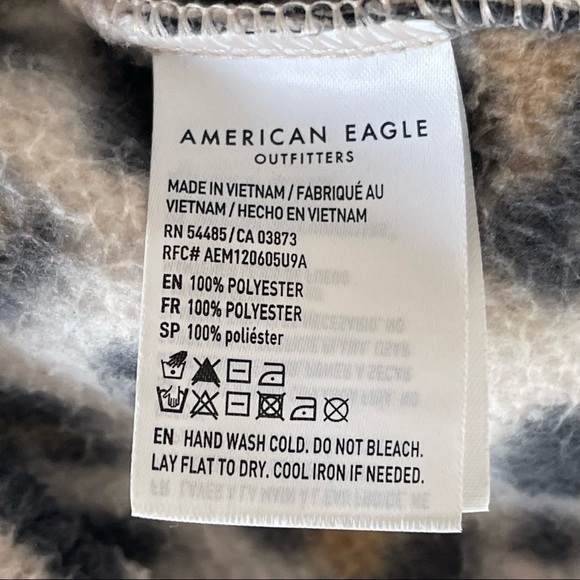 AMERICAN EAGLE
OUTFITTERS
MADE IN VIETNAM / FABRIQUÉ AU
VIETNAM / HECHO EN VIETNAM
RN 54485 / CA 03873
RFC# AEM120605U9A
EN 100% POLYESTER
FR 100% POLYESTER
SP 100% poliéster
EN HAND WASH COLD. DO NOT BLEACH.
LAY FLAT TO DRY. COOL IRON IF NEEDED.